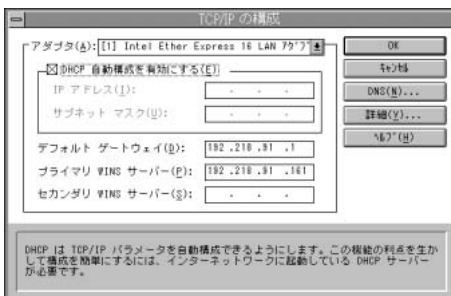 TCP/IP の構成
アダプタ(A): [1] Intel Ether Express 16 LAN ｱﾀﾞﾌﾟ
DHCP 自動構成を有効にする(E)
IP アドレス(I):
サブネット マスク(U):
デフォルト ゲートウェイ(D): 192 .218 .91 .1
プライマリ WINS サーバー(P): 192 .218 .91 .161
セカンダリ WINS サーバー(S):
OK
ｷｬﾝｾﾙ
DNS(N)...
詳細(V)...
ﾍﾙﾌﾟ(H)
DHCP は TCP/IP パラメータを自動構成できるようにします。この機能の利点を生か
して構成を簡単にするには、インターネットワークに起動している DHCP サーバー
が必要です。